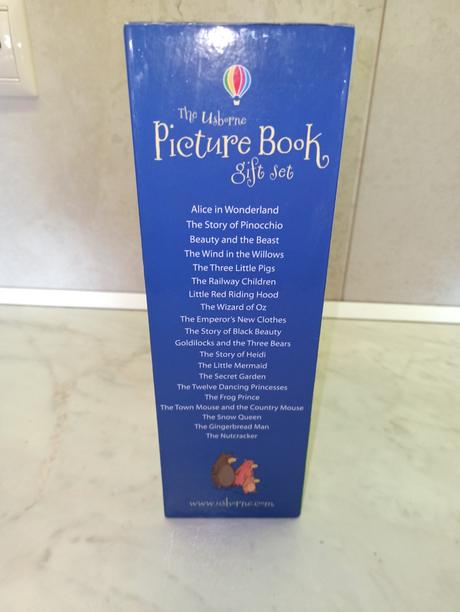 The Usborne
Picture Book
gift set
Alice in Wonderland
The Story of Pinocchio
Beauty and the Beast
The Wind in the Willows
The Three Little Pigs
The Railway Children
Little Red Riding Hood
The Wizard of Oz
The Emperor's New Clothes
The Story of Black Beauty
Goldilocks and the Three Bears
The Story of Heidi
The Little Mermaid
The Secret Garden
The Twelve Dancing Princesses
The Frog Prince
The Town Mouse and the Country Mouse
The Snow Queen
The Gingerbread Man
The Nutcracker
www.usborne.com